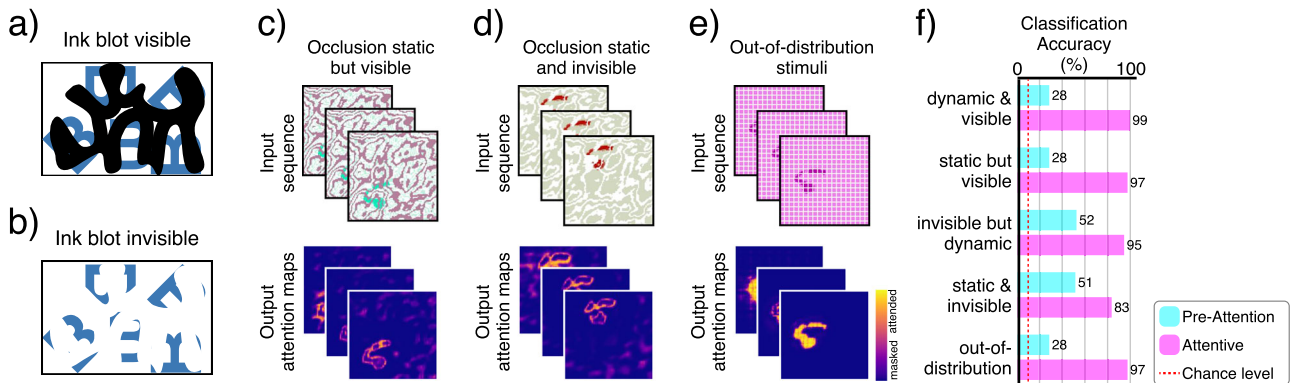 a)
Ink blot visible
b)
Ink blot invisible
c)
Occlusion static
but visible
Input
sequence
Output
attention maps
d)
Occlusion static
and invisible
Input
sequence
Output
attention maps
e)
Out-of-distribution
stimuli
Input
sequence
Output
attention maps
masked attended
f)
Classification
Accuracy
(%)
0 100
dynamic &
visible
28
99
static but
visible
28
97
invisible but
dynamic
52
95
static &
invisible
51
83
out-of-
distribution
28
97
Pre-Attention
Attentive
Chance level